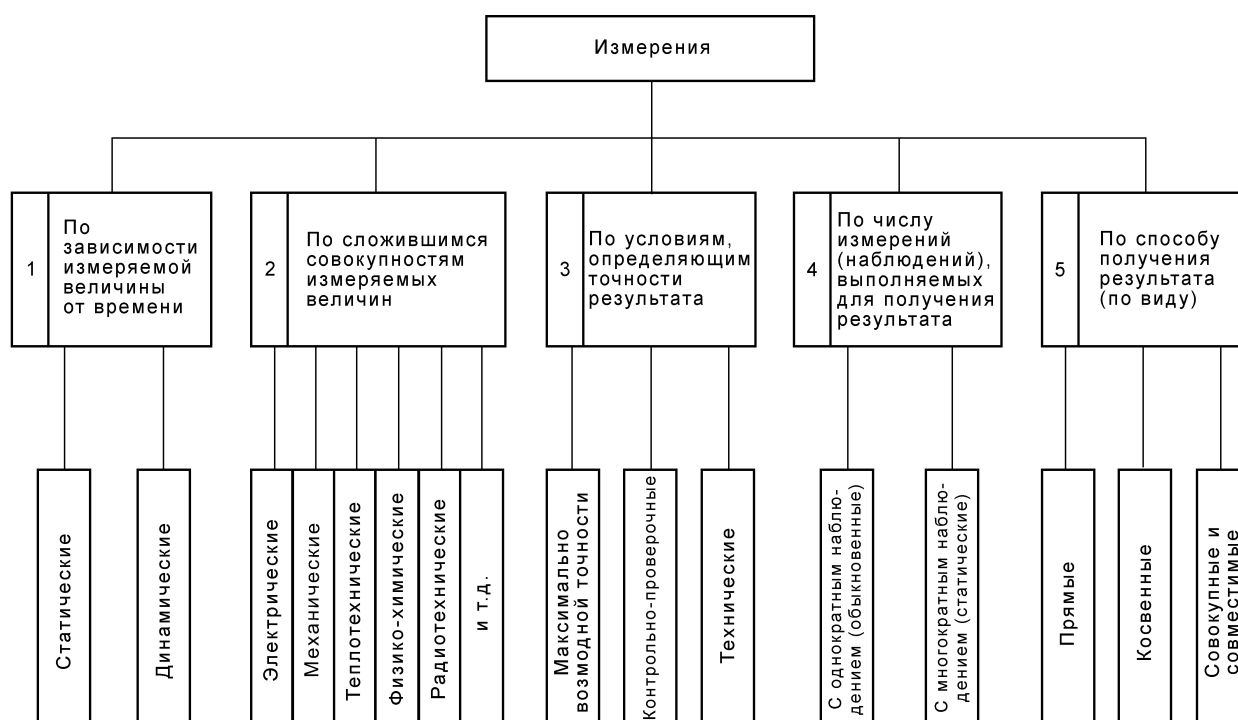 Измерения
1
По
зависимости
измеряемой
величины
от времени
2
По сложившимся
совокупностям
измеряемых
величин
3
По условиям,
определяющим
точности
результата
4
По числу
измерений
(наблюдений),
выполняемых
для получения
результата
5
По способу
получения
результата
(по виду)
Статические
Динамические
Электрические
Механические
Теплотехнические
Физико-химические
Радиотехнические
и т.д.
Максимально
возмодной точности
Контрольно-проверочные
Технические
С однократным наблю-
дением (обыкновенные)
С многократным наблю-
дением (статические)
Прямые
Косвенные
Совокупные и
совместимые